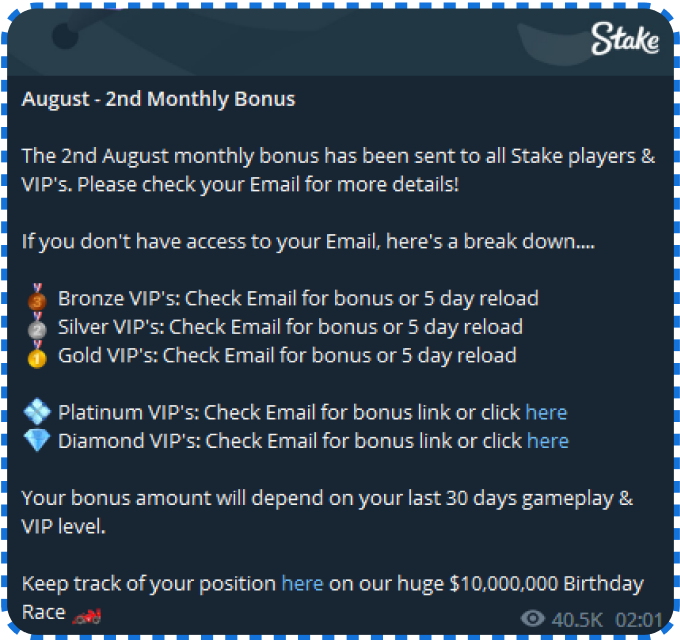 Stake
August - 2nd Monthly Bonus
The 2nd August monthly bonus has been sent to all Stake players &
VIP's. Please check your Email for more details!
If you don't have access to your Email, here's a break down....
🥉 Bronze VIP's: Check Email for bonus or 5 day reload
🥈 Silver VIP's: Check Email for bonus or 5 day reload
🥇 Gold VIP's: Check Email for bonus or 5 day reload
💠 Platinum VIP's: Check Email for bonus link or click here
💎 Diamond VIP's: Check Email for bonus link or click here
Your bonus amount will depend on your last 30 days gameplay &
VIP level.
Keep track of your position here on our huge $10,000,000 Birthday
Race 🏎️
40.5K 02:01